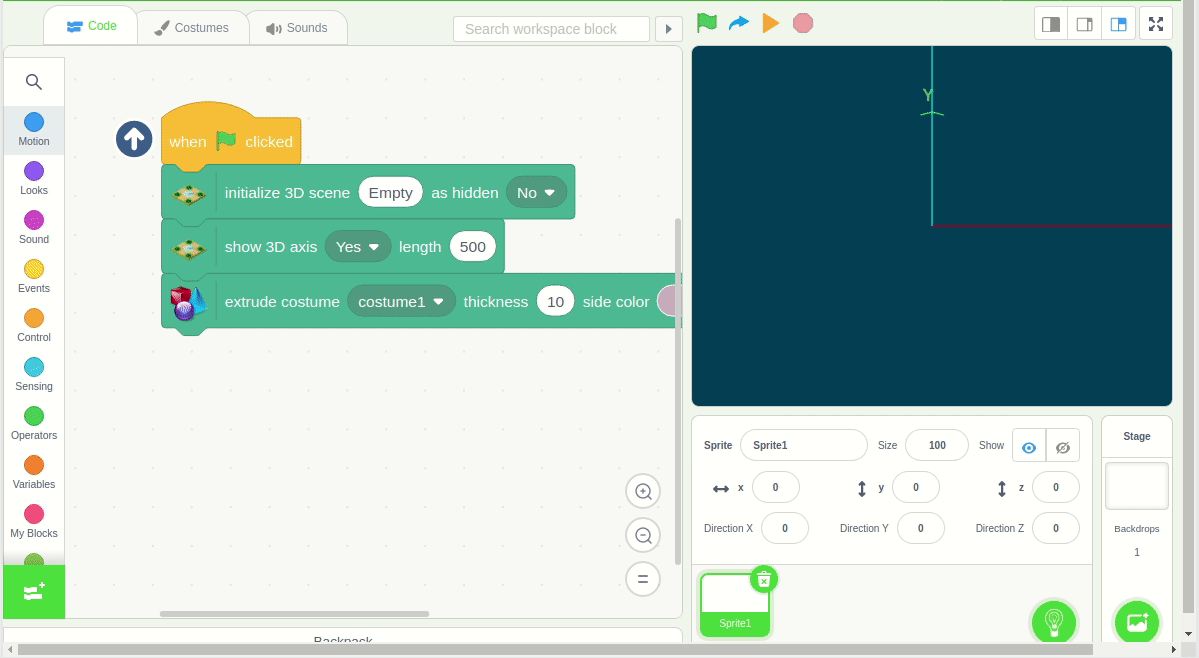 Code
Costumes
Sounds
Search workspace block
Motion
Looks
Sound
Events
Control
Sensing
Operators
Variables
My Blocks
when clicked
initialize 3D scene Empty as hidden No
show 3D axis Yes length 500
extrude costume costume1 thickness 10 side color
Backpack
Y
Sprite Sprite1 Size 100 Show
x 0 y 0 z 0
Direction X 0 Direction Y 0 Direction Z 0
Sprite1
Stage
Backdrops
1